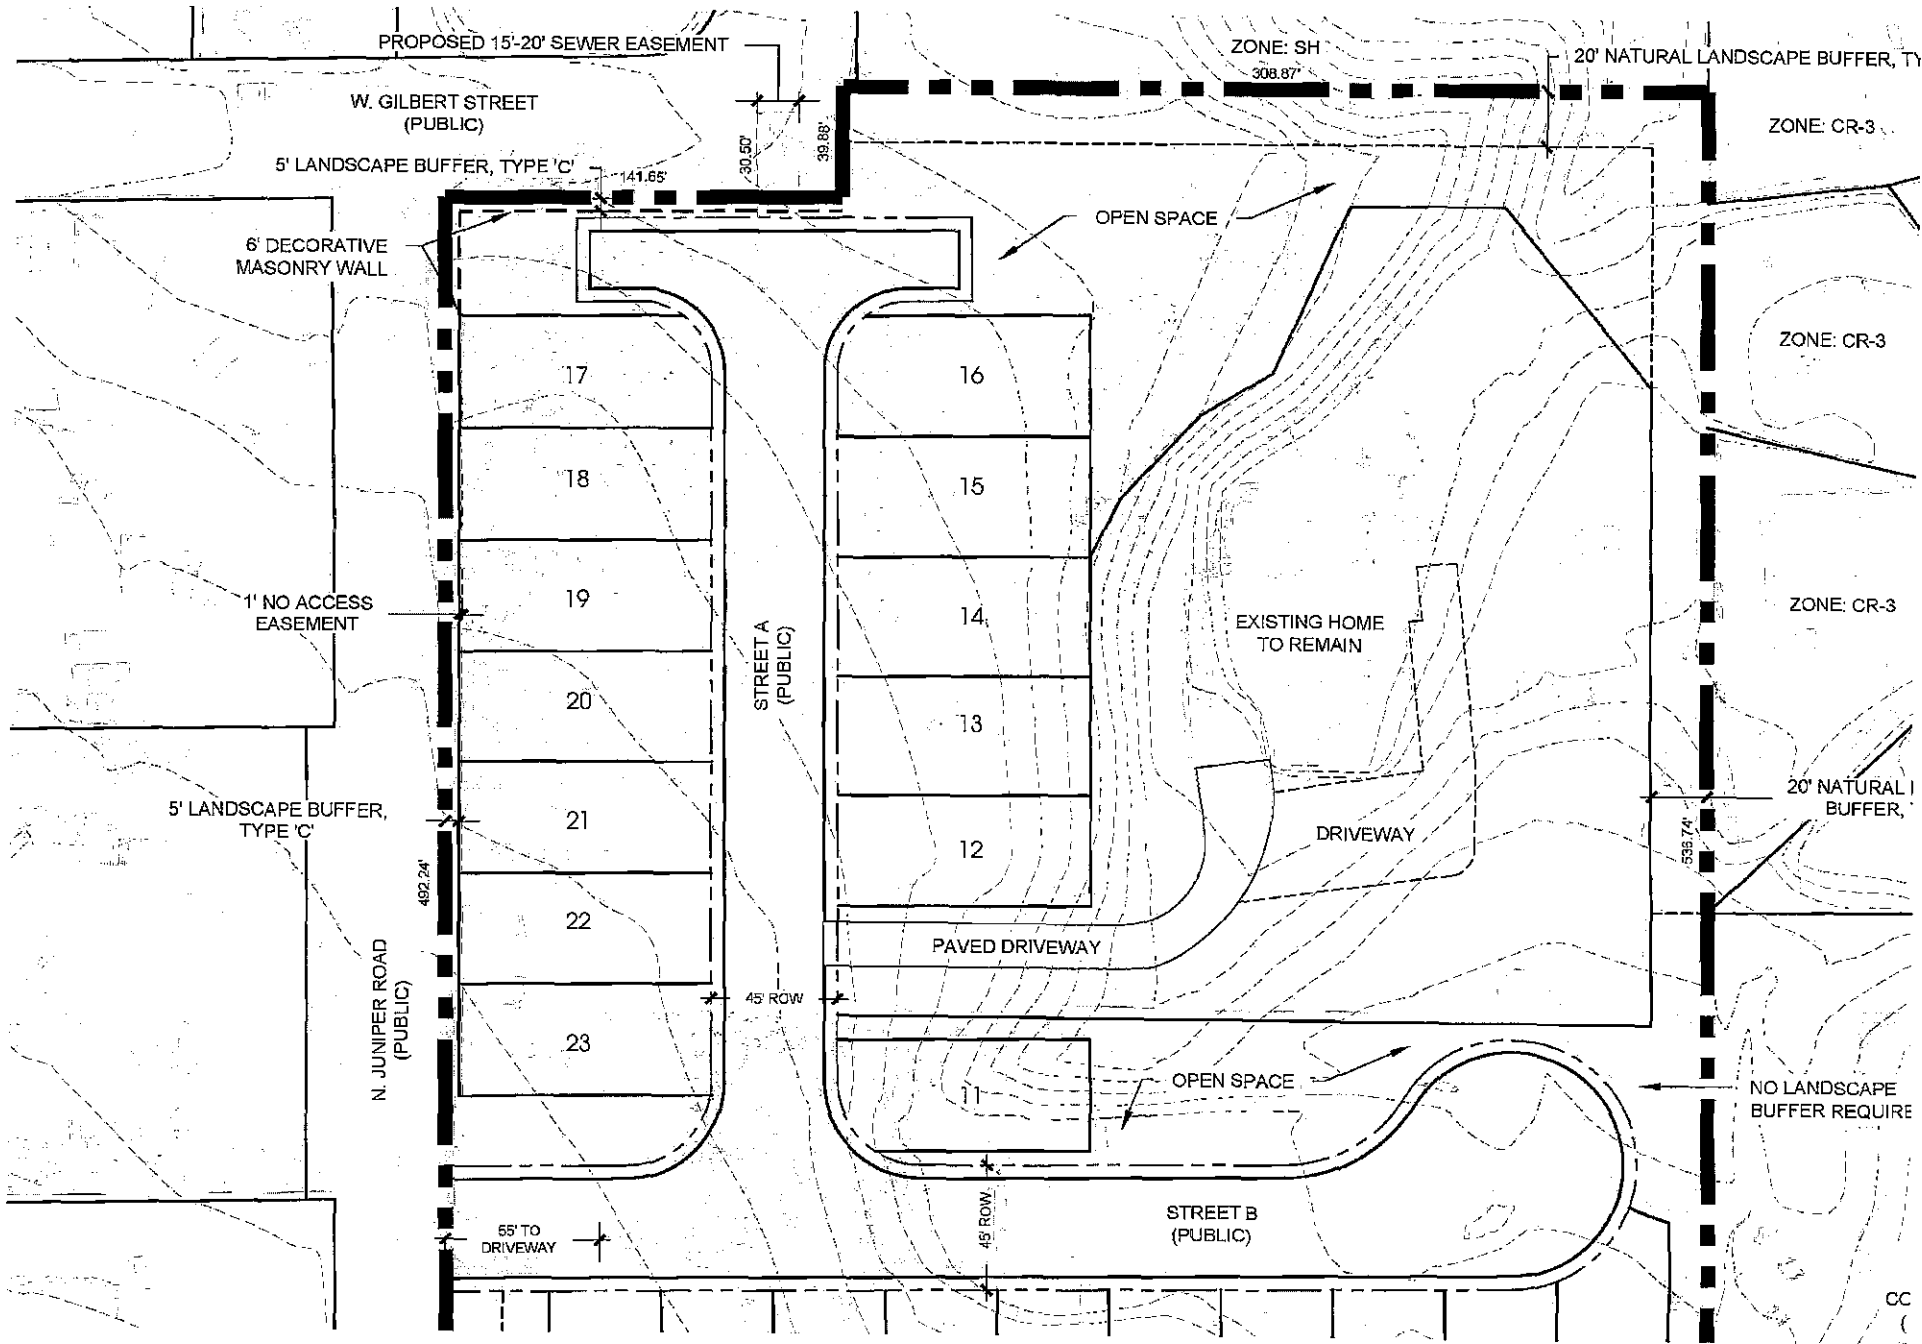 PROPOSED 15'-20' SEWER EASEMENT
ZONE: SH
308.87'
20' NATURAL LANDSCAPE BUFFER, TY
W. GILBERT STREET
(PUBLIC)
ZONE: CR-3
30.50'
39.88'
5' LANDSCAPE BUFFER, TYPE 'C'
141.65'
OPEN SPACE
6' DECORATIVE
MASONRY WALL
ZONE: CR-3
17
16
18
15
19
14
1' NO ACCESS
EASEMENT
ZONE: CR-3
EXISTING HOME
TO REMAIN
STREET A
(PUBLIC)
20
13
5' LANDSCAPE BUFFER,
TYPE 'C'
20' NATURAL
BUFFER,
21
DRIVEWAY
536.74'
12
492.24'
22
PAVED DRIVEWAY
N. JUNIPER ROAD
(PUBLIC)
45' ROW
23
11
OPEN SPACE
NO LANDSCAPE
BUFFER REQUIRE
STREET B
(PUBLIC)
45' ROW
55' TO
DRIVEWAY
CC